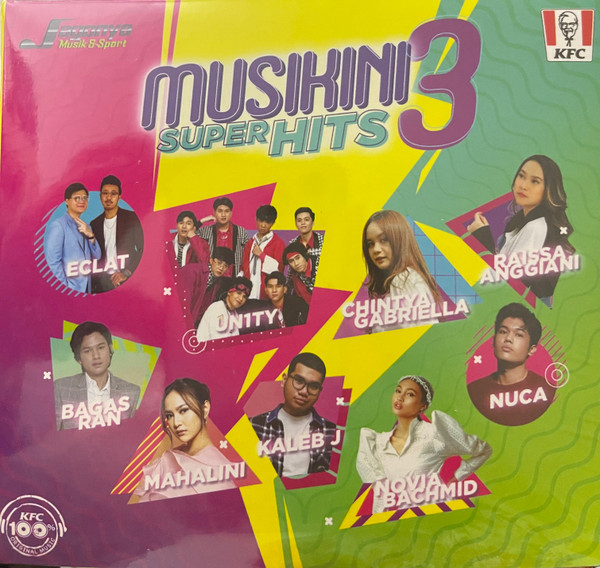 Jagonya
Musik & Sport
KFC
MUSIKINI 3
SUPER HITS
ECLAT
UN1TY
CHINTYA
GABRIELLA
RAISSA
ANGGIANI
BAGAS
RAN
MAHALINI
KALEB J
NOVIA
BACHMID
NUCA
KFC
100%
ORIGINAL MUSIC